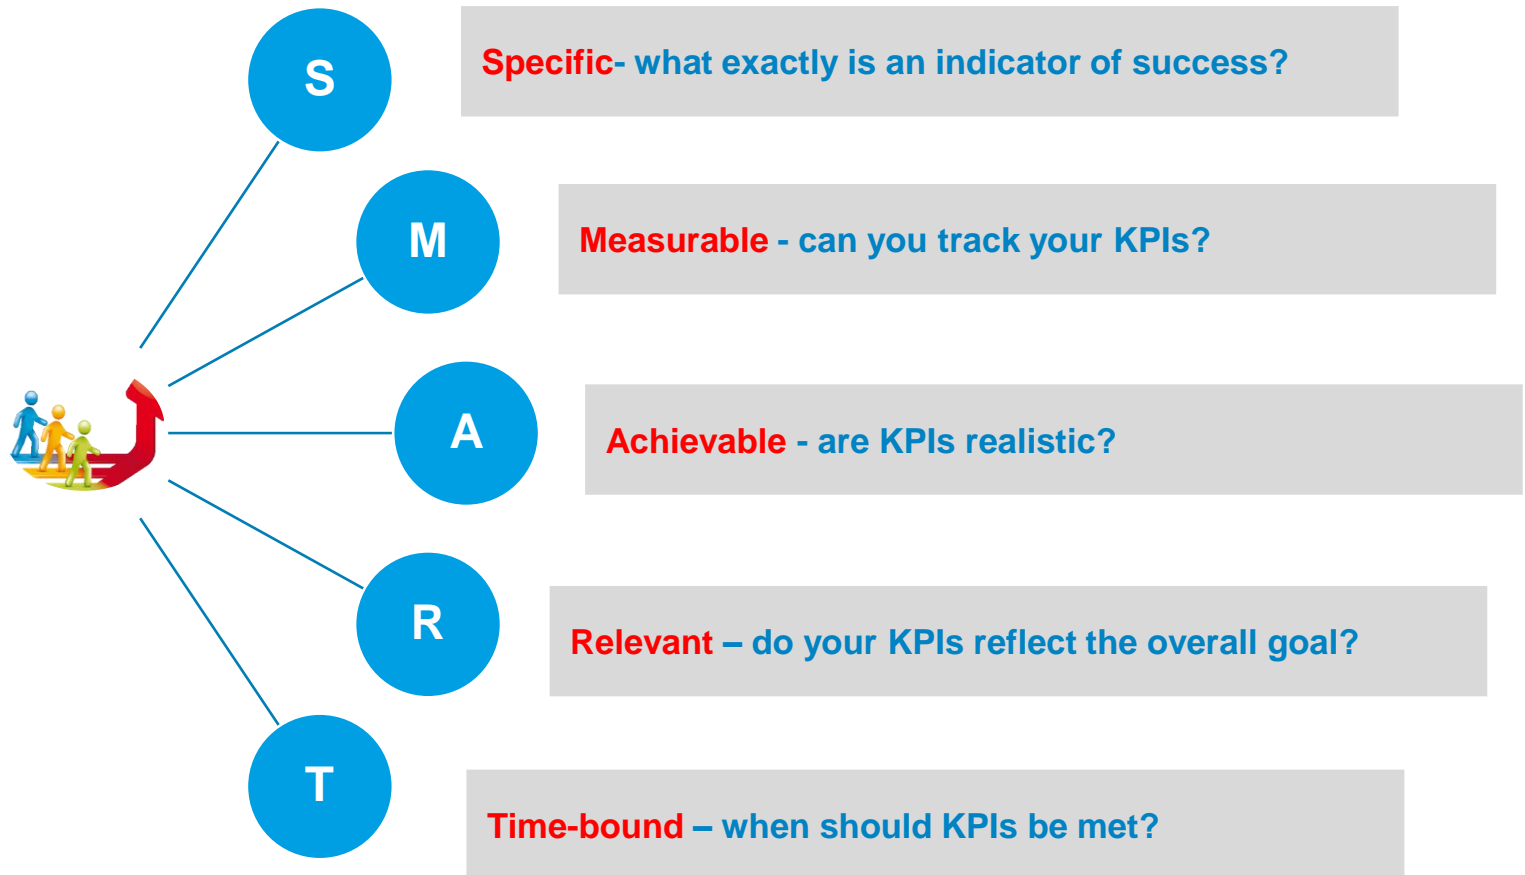 S
Specific- what exactly is an indicator of success?
M
Measurable - can you track your KPIs?
A
Achievable - are KPIs realistic?
R
Relevant – do your KPIs reflect the overall goal?
T
Time-bound – when should KPIs be met?